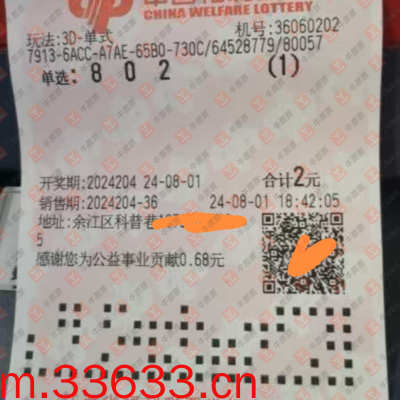 CHINA WELFARE LOTTERY
玩法:3D-单式 机号:36060202
7913-6ACC-A7AE-65B0-730C/64528779/80057
单选: 8 0 2 (1)
开奖期:2024204 24-08-01 合计2元
销售期:2024204-36 24-08-01 18:42:05
地址:余江区科普巷
5
感谢您为公益事业贡献0.68元
m.33633.cn